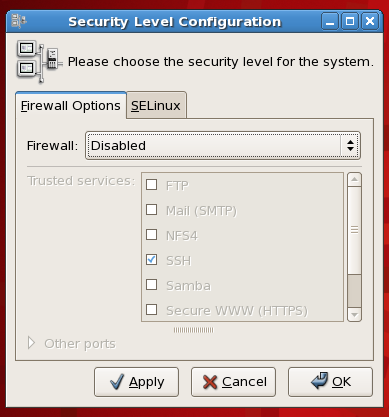 Security Level Configuration
Please choose the security level for the system.
Firewall Options SELinux
Firewall: Disabled
Trusted services: FTP
Mail (SMTP)
NFS4
SSH
Samba
Secure WWW (HTTPS)
Other ports
Apply Cancel OK